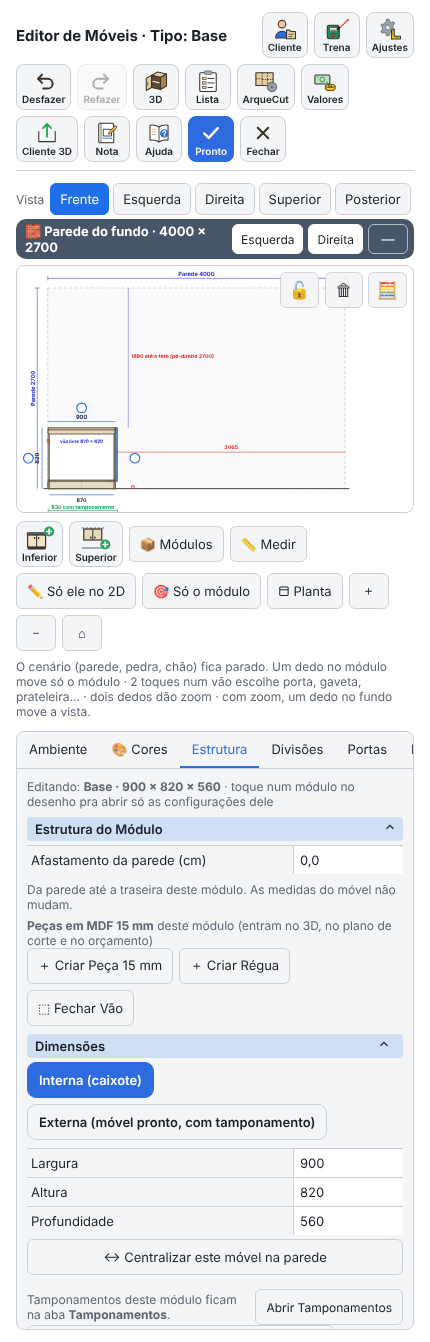 Editor de Móveis · Tipo: Base
Cliente
Trena
Ajustes
Desfazer
Refazer
3D
Lista
ArqueCut
Valores
Cliente 3D
Nota
Ajuda
Pronto
Fechar
Vista
Frente
Esquerda
Direita
Superior
Posterior
🧱 Parede do fundo · 4000 ×
2700
Esquerda
Direita
—
Parede 4000
1880 até o teto (pé-direito 2700)
Parede 2700
900
vão livre 870 × 620
820
3065
0
870
930 com tamponamento
Inferior
Superior
📦 Módulos
📏 Medir
✏️ Só ele no 2D
🎯 Só o módulo
Planta
+
−
⌂
O cenário (parede, pedra, chão) fica parado. Um dedo no módulo
move só o módulo · 2 toques num vão escolhe porta, gaveta,
prateleira... · dois dedos dão zoom · com zoom, um dedo no fundo
move a vista.
Ambiente
🎨 Cores
Estrutura
Divisões
Portas
Editando: Base · 900 × 820 × 560 · toque num módulo no
desenho pra abrir só as configurações dele
Estrutura do Módulo
Afastamento da parede (cm)
0,0
Da parede até a traseira deste módulo. As medidas do móvel não
mudam.
Peças em MDF 15 mm deste módulo (entram no 3D, no plano de
corte e no orçamento)
+ Criar Peça 15 mm
+ Criar Régua
⬚ Fechar Vão
Dimensões
Interna (caixote)
Externa (móvel pronto, com tamponamento)
Largura
900
Altura
820
Profundidade
560
↔ Centralizar este móvel na parede
Tamponamentos deste módulo ficam
na aba Tamponamentos.
Abrir Tamponamentos